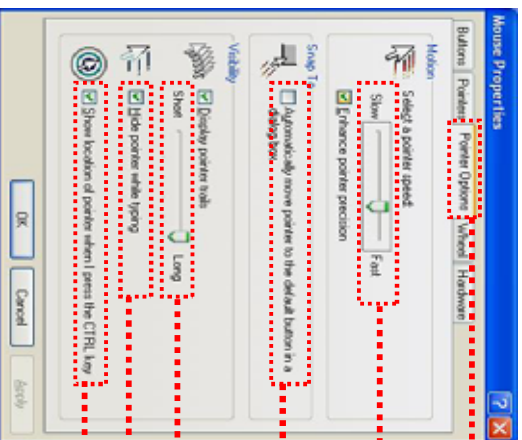 Mouse Properties
?
X
Buttons
Pointers
Pointer Options
Wheel
Hardware
Motion
Select a pointer speed:
Slow
Fast
Enhance pointer precision
Snap To
Automatically move pointer to the default button in a
dialog box
Visibility
Display pointer trails
Short
Long
Hide pointer while typing
Show location of pointer when I press the CTRL key
OK
Cancel
Apply